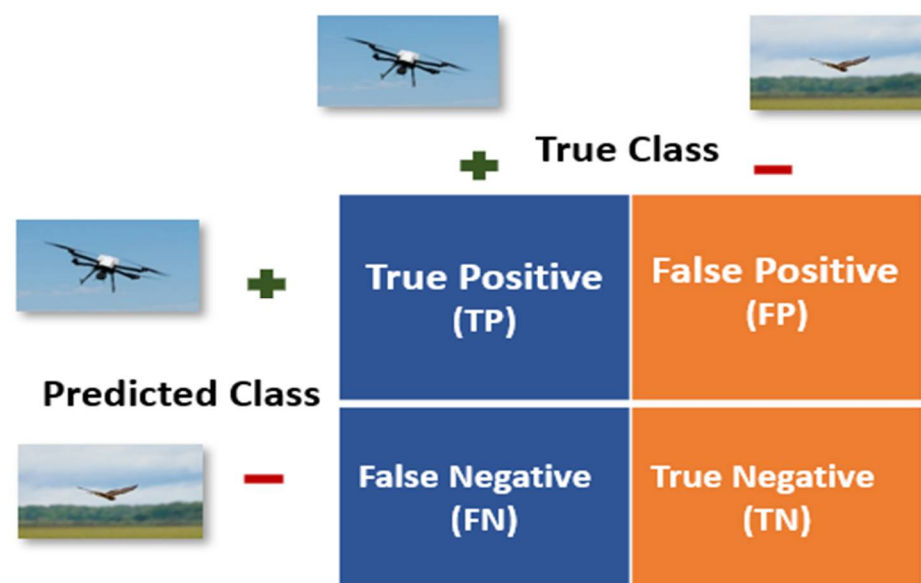 True Class
True Positive
(TP)
False Positive
(FP)
Predicted Class
False Negative
(FN)
True Negative
(TN)